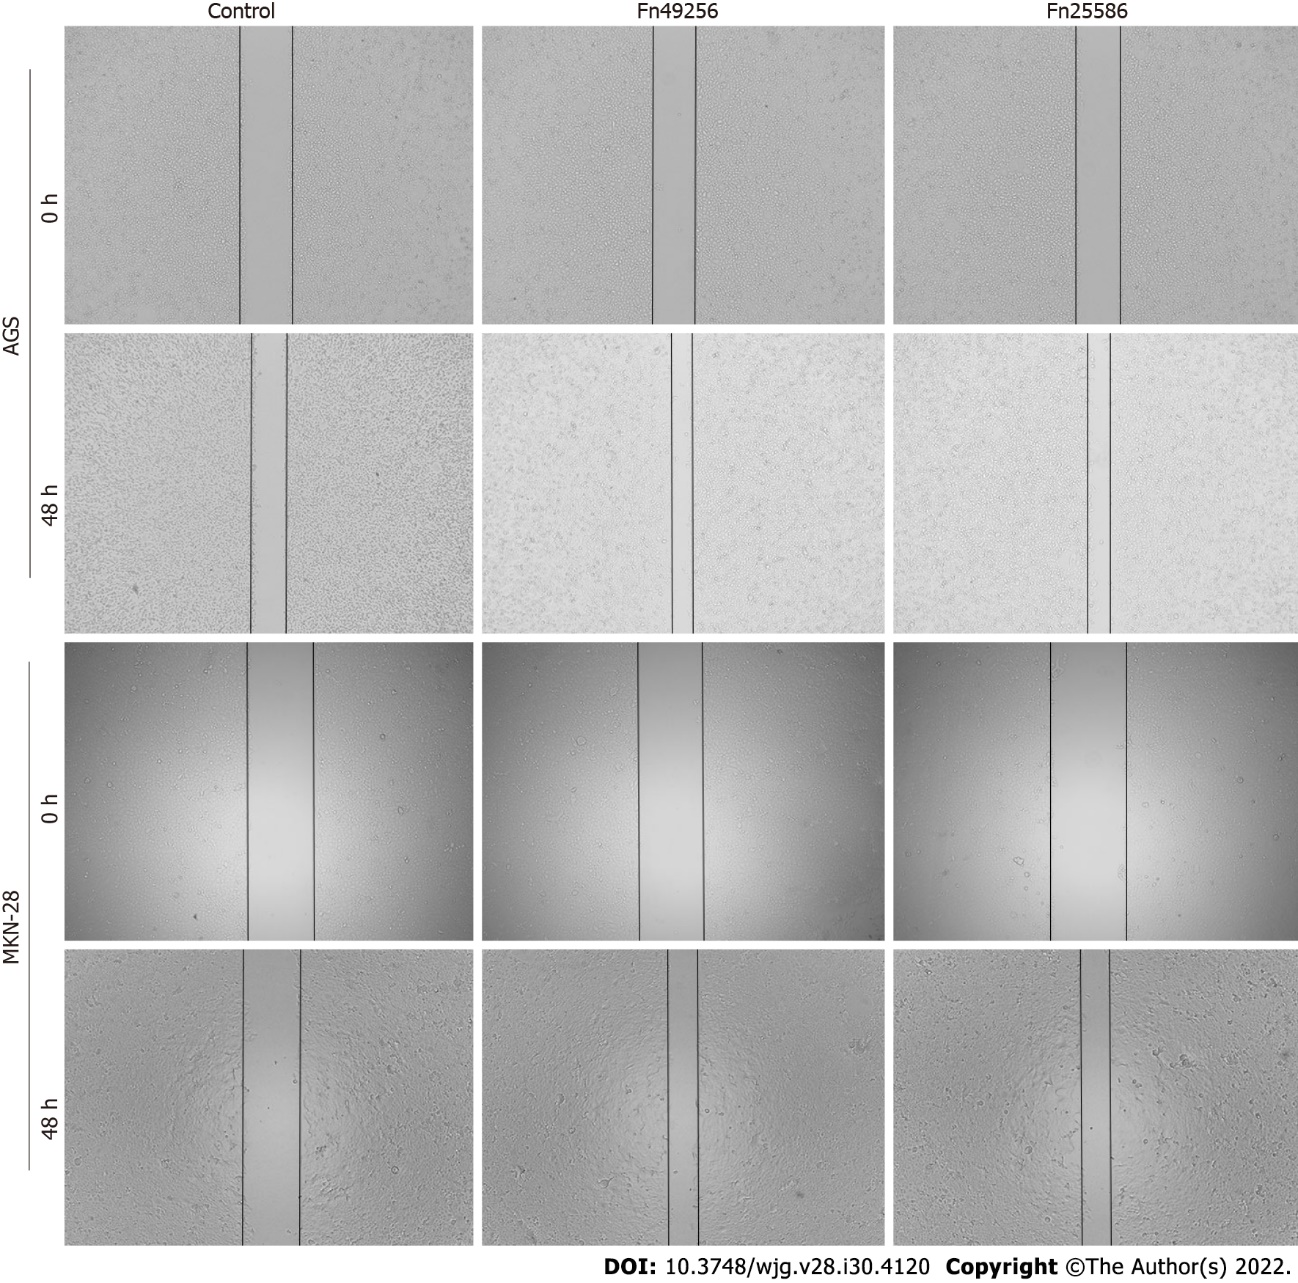 Control Fn49256 Fn25586
AGS
0 h
48 h
MKN-28
0 h
48 h
DOI: 10.3748/wjg.v28.i30.4120 Copyright ©The Author(s) 2022.